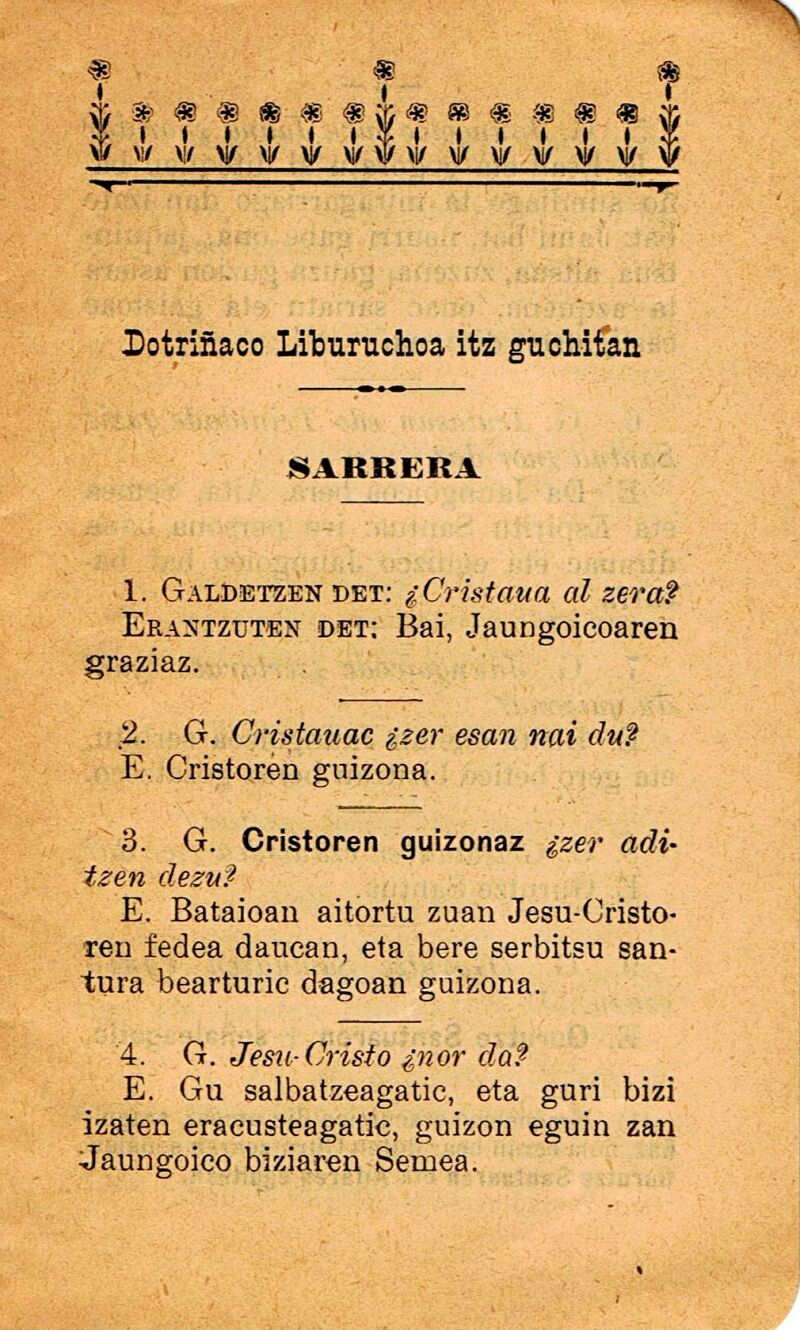 Dotriñaco Liburuchoa itz guchitan
SARRERA
1. GALDETZEN DET: ¿Cristaua al zera?
ERANTZUTEN DET: Bai, Jaungoicoaren
graziaz.
2. G. Cristauac ¿zer esan nai du?
E. Cristoren guizona.
3. G. Cristoren guizonaz ¿zer adi-
tzen dezu?
E. Bataioan aitortu zuan Jesu-Cristo-
ren fedea daucan, eta bere serbitsu san-
tura bearturic dagoan guizona.
4. G. Jesu-Cristo ¿nor da?
E. Gu salbatzeagatic, eta guri bizi
izaten eracusteagatic, guizon eguin zan
Jaungoico biziaren Semea.